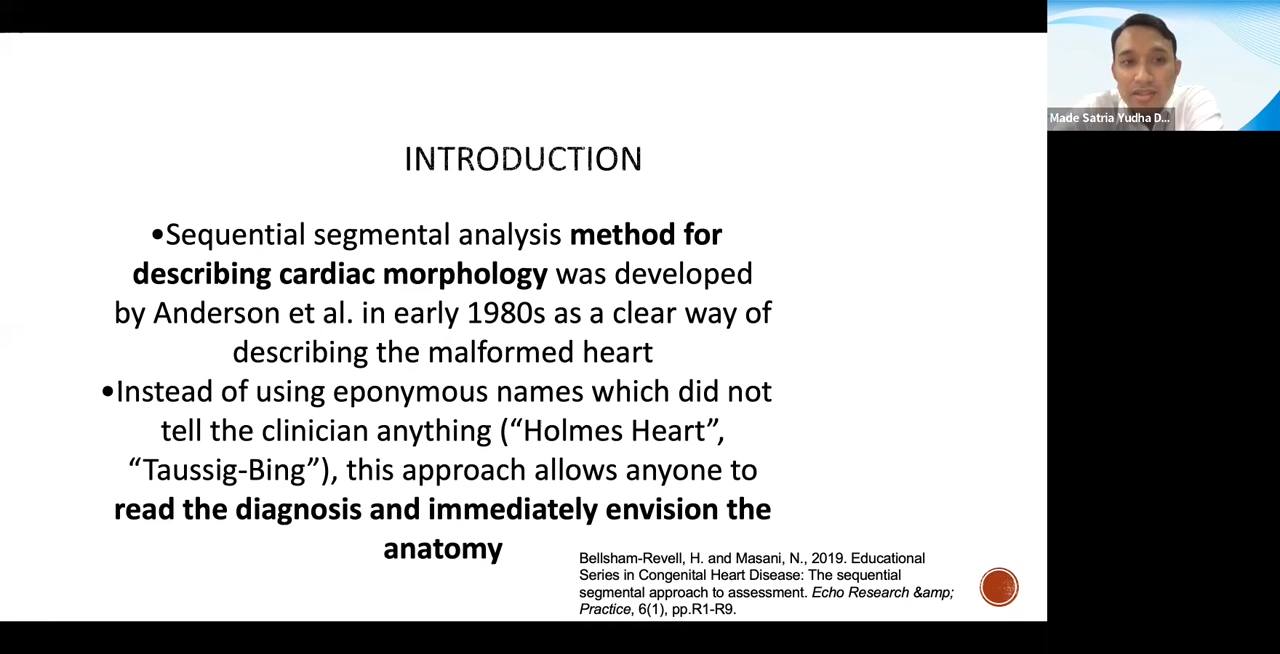 INTRODUCTION
•Sequential segmental analysis method for
describing cardiac morphology was developed
by Anderson et al. in early 1980s as a clear way of
describing the malformed heart
•Instead of using eponymous names which did not
tell the clinician anything (“Holmes Heart”,
“Taussig-Bing”), this approach allows anyone to
read the diagnosis and immediately envision the
anatomy
Bellsham-Revell, H. and Masani, N., 2019. Educational
Series in Congenital Heart Disease: The sequential
segmental approach to assessment. Echo Research &amp;
Practice, 6(1), pp.R1-R9.
Made Satria Yudha D...